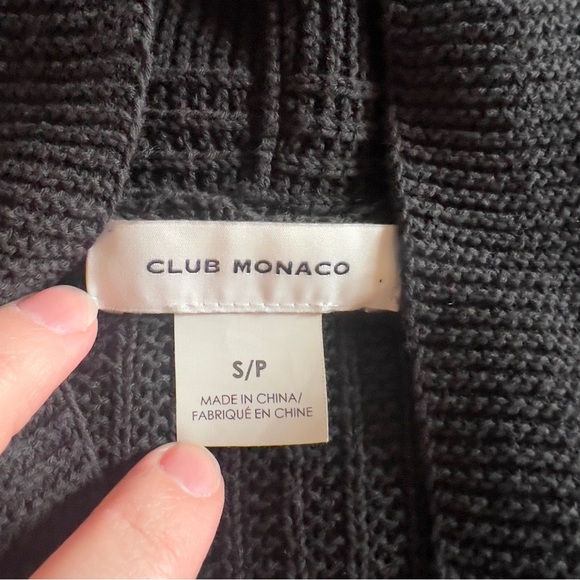 CLUB MONACO
S/P
MADE IN CHINA/
FABRIQUÉ EN CHINE